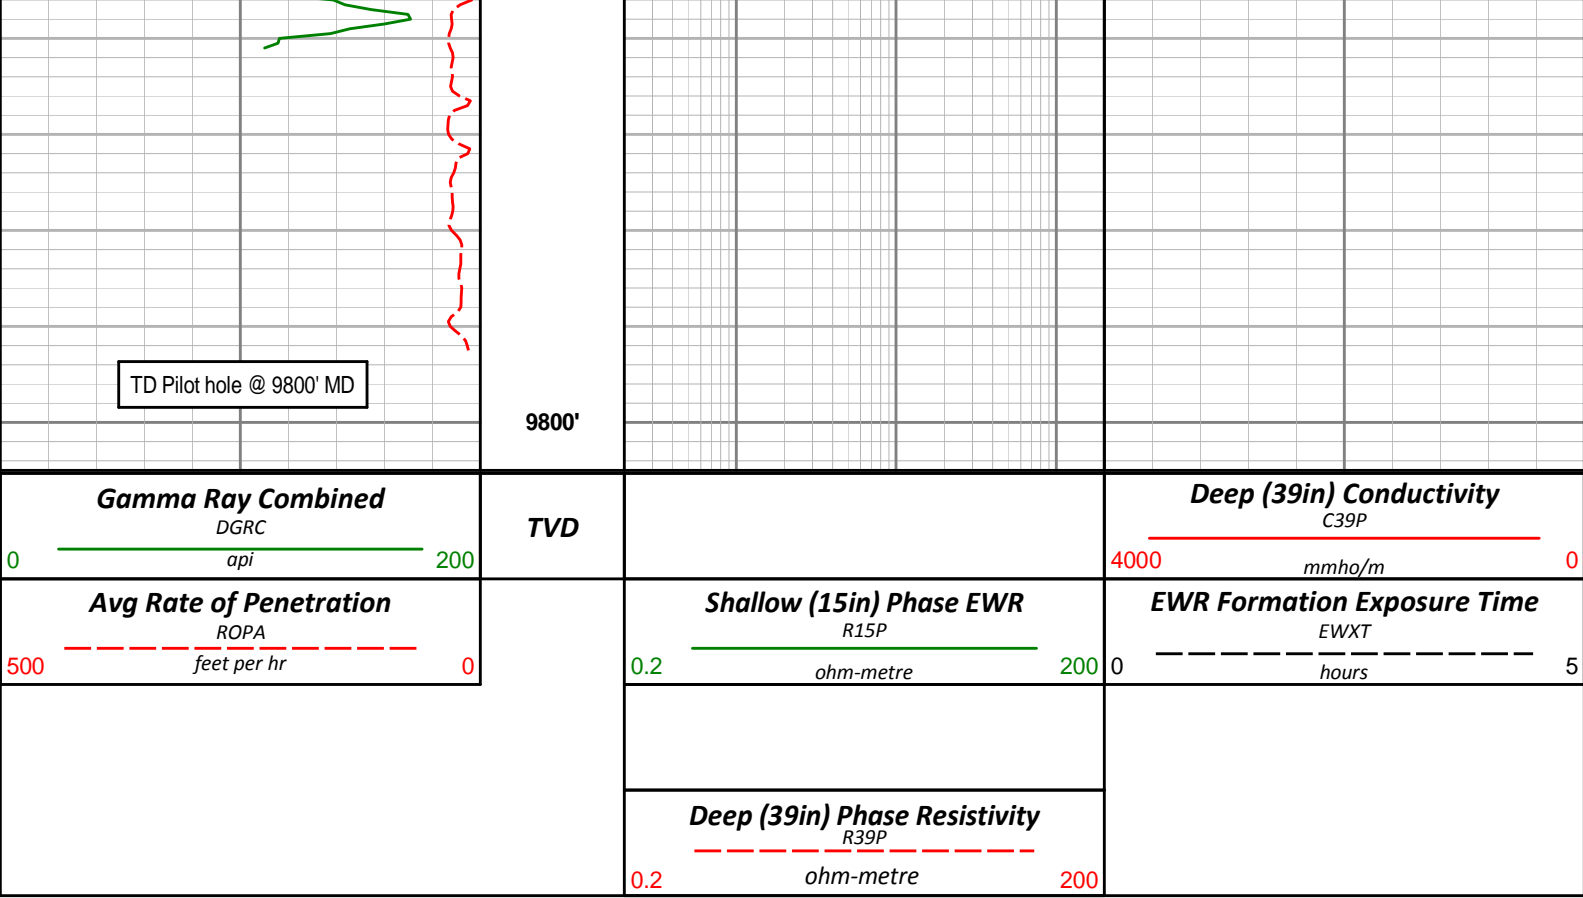 TD Pilot hole @ 9800' MD
9800'
Gamma Ray Combined
DGRC
0 api 200
TVD
Deep (39in) Conductivity
C39P
4000 mmho/m 0
Avg Rate of Penetration
ROPA
500 feet per hr 0
Shallow (15in) Phase EWR
R15P
0.2 ohm-metre 200
EWR Formation Exposure Time
EWXT
0 hours 5
Deep (39in) Phase Resistivity
R39P
0.2 ohm-metre 200